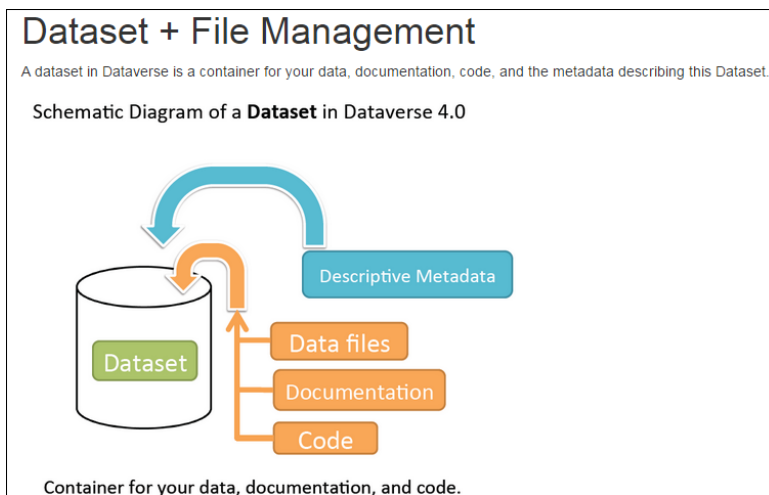 Dataset + File Management
A dataset in Dataverse is a container for your data, documentation, code, and the metadata describing this Dataset.
Schematic Diagram of a Dataset in Dataverse 4.0
Descriptive Metadata
Dataset
Data files
Documentation
Code
Container for your data, documentation, and code.